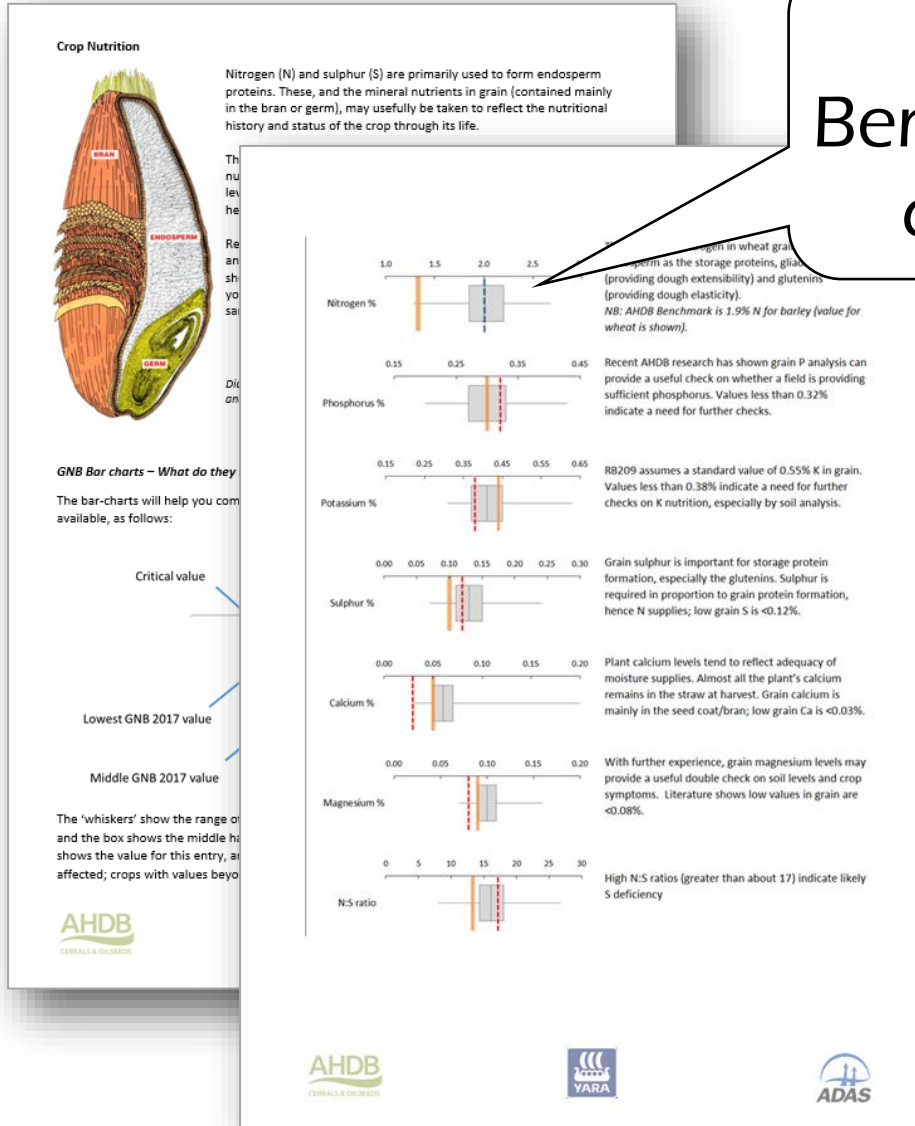 Crop Nutrition
Nitrogen (N) and sulphur (S) are primarily used to form endosperm
proteins. These, and the mineral nutrients in grain (contained mainly
in the bran or germ), may usefully be taken to reflect the nutritional
history and status of the crop through its life.
BRAN
ENDOSPERM
GERM
GNB Bar charts – What do they
The bar-charts will help you com
available, as follows:
Critical value
Lowest GNB 2017 value
Middle GNB 2017 value
The 'whiskers' show the range of
and the box shows the middle ha
shows the value for this entry, a
affected; crops with values beyo
AHDB
CEREALS & OILSEEDS
Ber
1.0 1.5 2.0 2.5
Nitrogen %
gen in wheat grai
perm as the storage proteins, gliad
(providing dough extensibility) and glutenins
(providing dough elasticity).
NB: AHDB Benchmark is 1.9% N for barley (value for
wheat is shown).
0.15 0.25 0.35 0.45
Phosphorus %
Recent AHDB research has shown grain P analysis can
provide a useful check on whether a field is providing
sufficient phosphorus. Values less than 0.32%
indicate a need for further checks.
0.15 0.25 0.35 0.45 0.55 0.65
Potassium %
RB209 assumes a standard value of 0.55% K in grain.
Values less than 0.38% indicate a need for further
checks on K nutrition, especially by soil analysis.
0.00 0.05 0.10 0.15 0.20 0.25 0.30
Sulphur %
Grain sulphur is important for storage protein
formation, especially the glutenins. Sulphur is
required in proportion to grain protein formation,
hence N supplies; low grain S is <0.12%.
0.00 0.05 0.10 0.15 0.20
Calcium %
Plant calcium levels tend to reflect adequacy of
moisture supplies. Almost all the plant's calcium
remains in the straw at harvest. Grain calcium is
mainly in the seed coat/bran; low grain Ca is <0.03%.
0.00 0.05 0.10 0.15 0.20
Magnesium %
With further experience, grain magnesium levels may
provide a useful double check on soil levels and crop
symptoms. Literature shows low values in grain are
<0.08%.
0 5 10 15 20 25 30
N:S ratio
High N:S ratios (greater than about 17) indicate likely
S deficiency
AHDB
CEREALS & OILSEEDS
YARA
ADAS